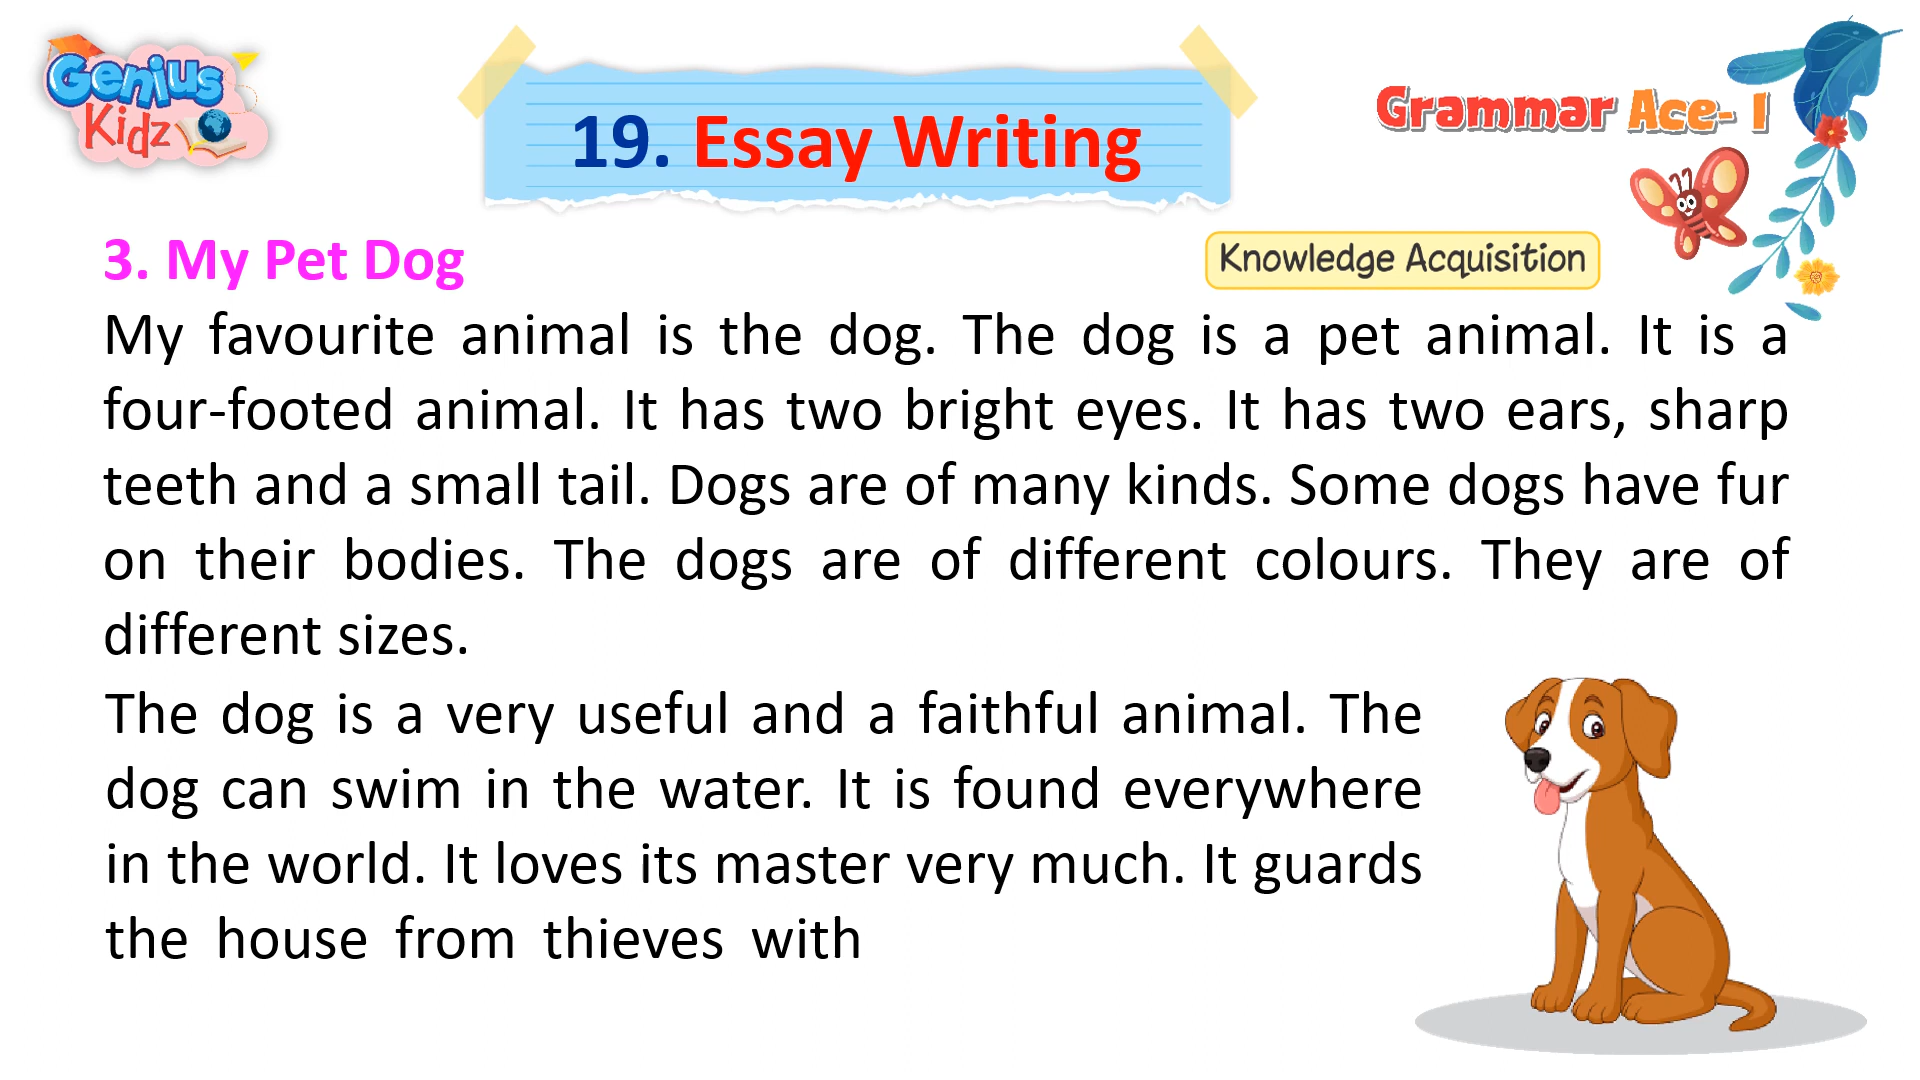 Genius
Kidz
19. Essay Writing
Grammar Ace- 1
3. My Pet Dog
Knowledge Acquisition
My favourite animal is the dog. The dog is a pet animal. It is a
four-footed animal. It has two bright eyes. It has two ears, sharp
teeth and a small tail. Dogs are of many kinds. Some dogs have fur
on their bodies. The dogs are of different colours. They are of
different sizes.
The dog is a very useful and a faithful animal. The
dog can swim in the water. It is found everywhere
in the world. It loves its master very much. It guards
the house from thieves with